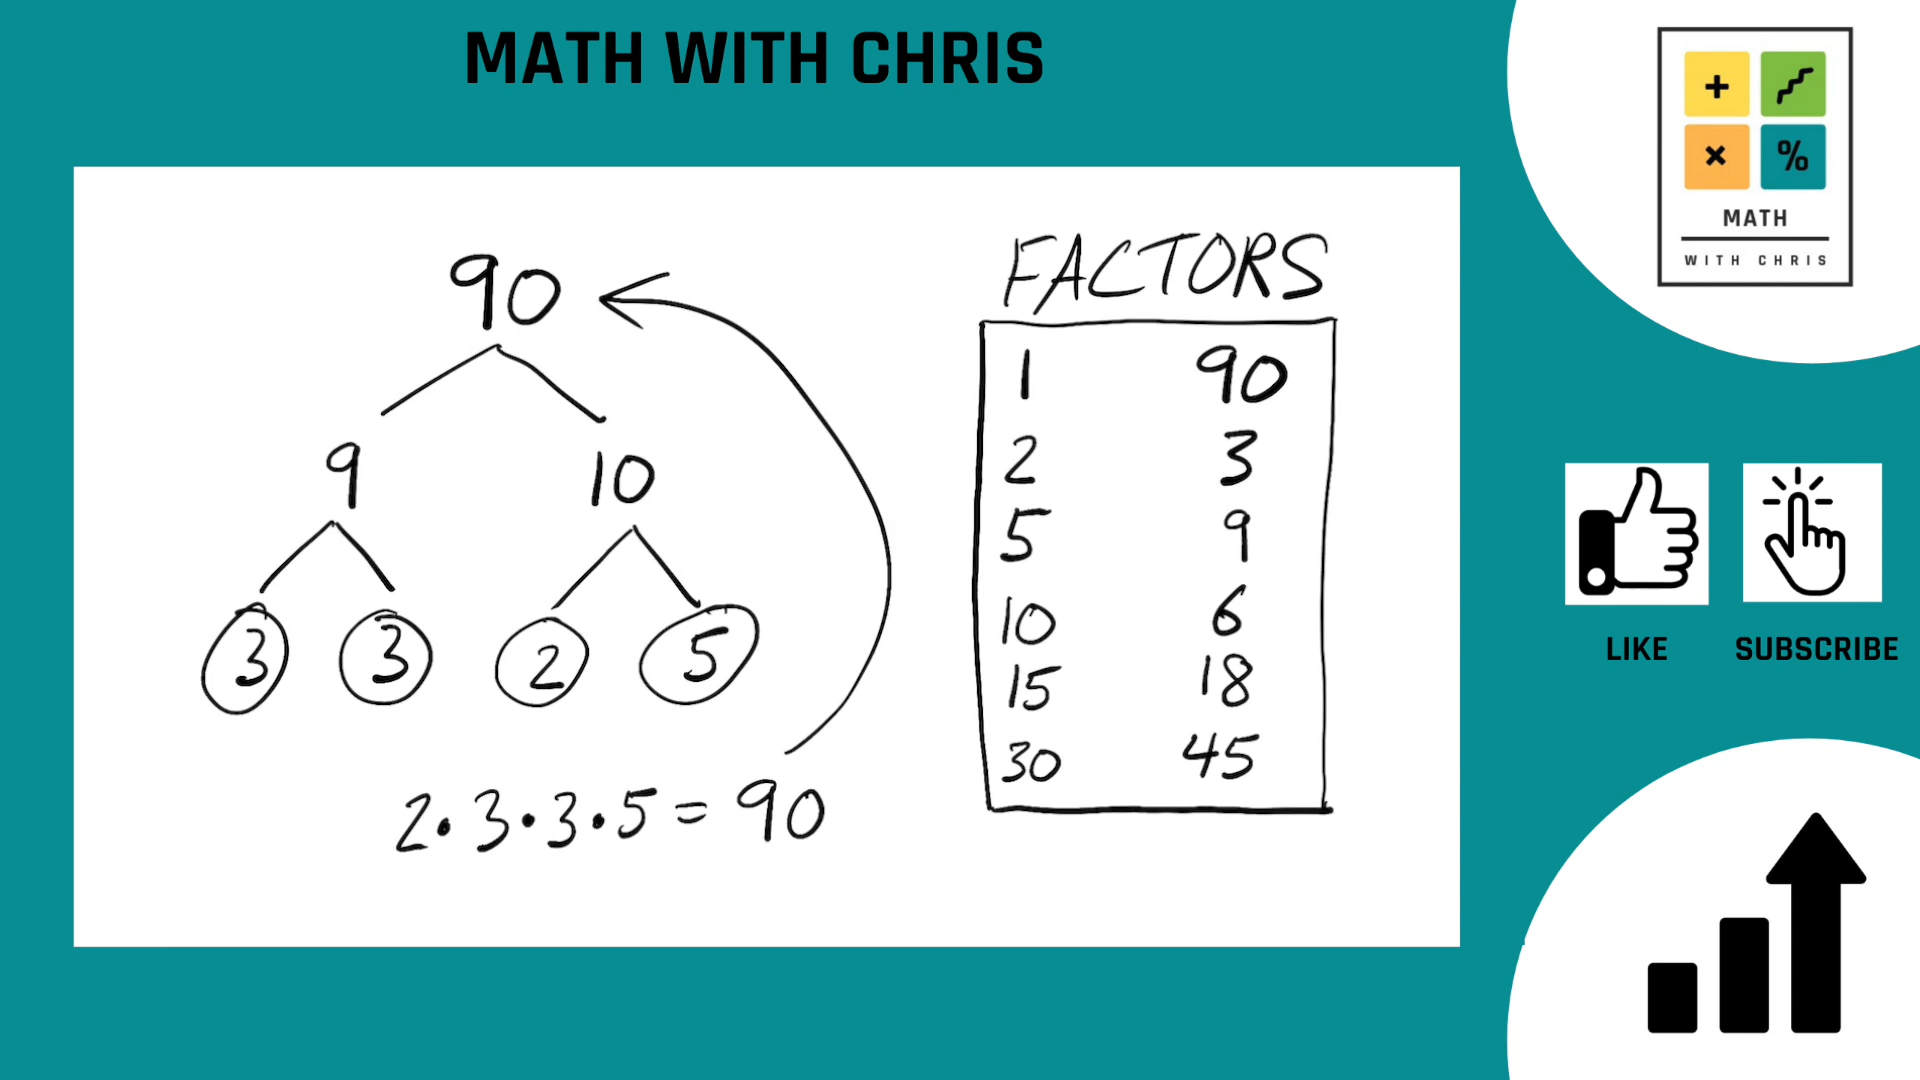 MATH WITH CHRIS
90
9 10
3 3 2 5
2·3·3·5=90
FACTORS
1 90
2 3
5 9
10 6
15 18
30 45
+
× %
MATH
WITH CHRIS
LIKE SUBSCRIBE